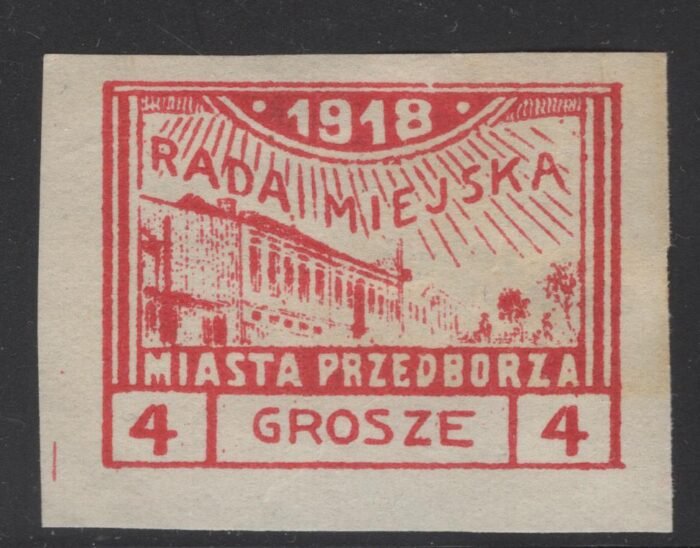 · 1918 ·
RADA MIEJSKA
MIASTA PRZEDBORZA
4 GROSZE 4